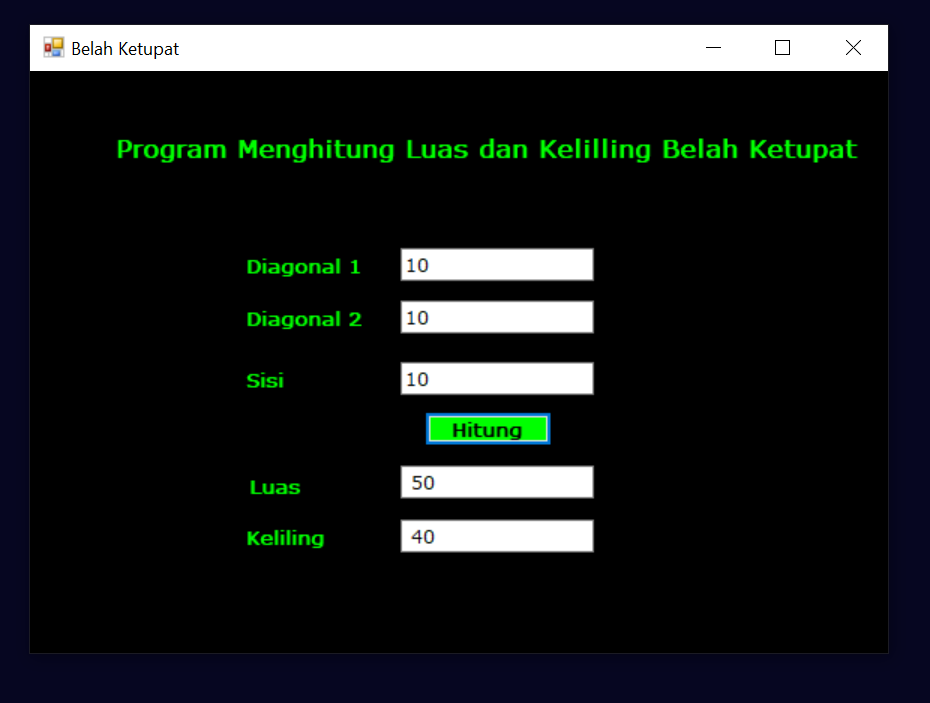 Belah Ketupat
Program Menghitung Luas dan Kelilling Belah Ketupat
Diagonal 1 10
Diagonal 2 10
Sisi 10
Hitung
Luas 50
Keliling 40